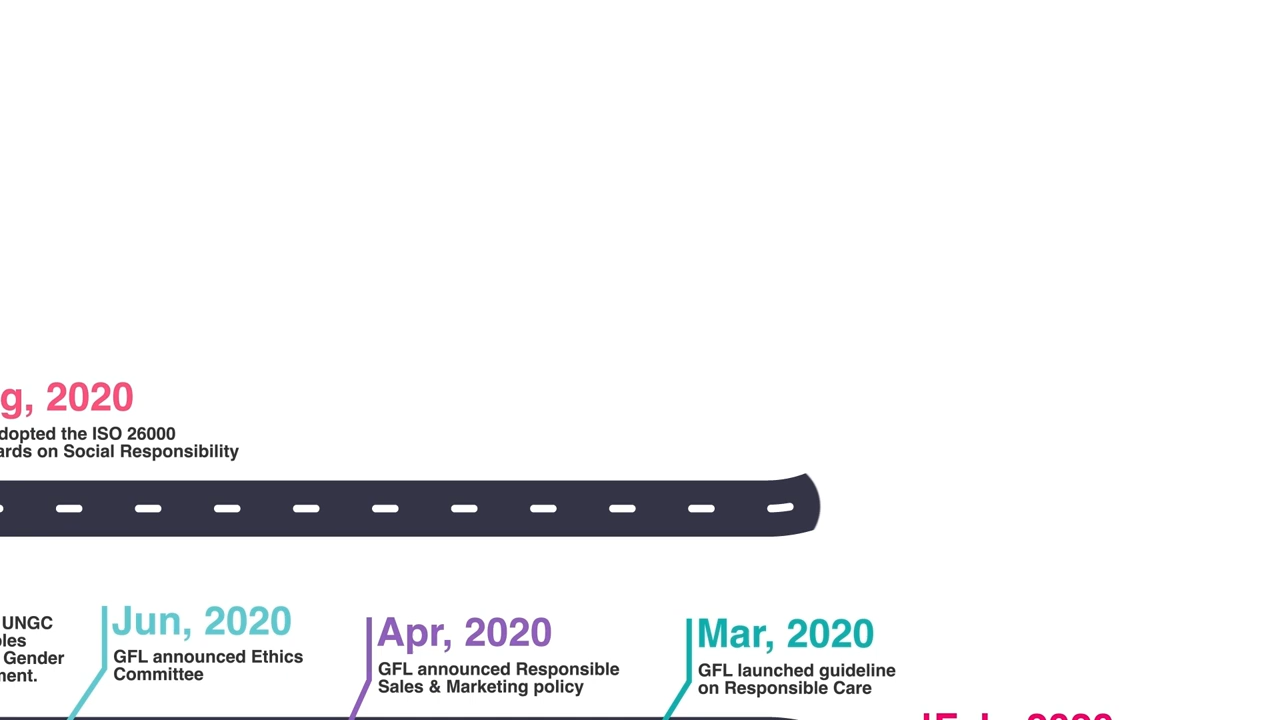 g, 2020
dopted the ISO 26000
ards on Social Responsibility
UNGC
Gender
Jun, 2020
GFL announced Ethics
Committee
Apr, 2020
GFL announced Responsible
Sales & Marketing policy
Mar, 2020
GFL launched guideline
on Responsible Care